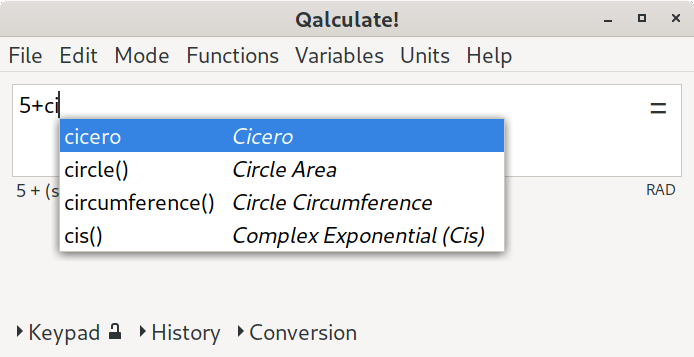 Qalculate!
File Edit Mode Functions Variables Units Help
5+ci =
cicero Cicero
circle() Circle Area
circumference() Circle Circumference
cis() Complex Exponential (Cis)
5 + (s RAD
Keypad History Conversion